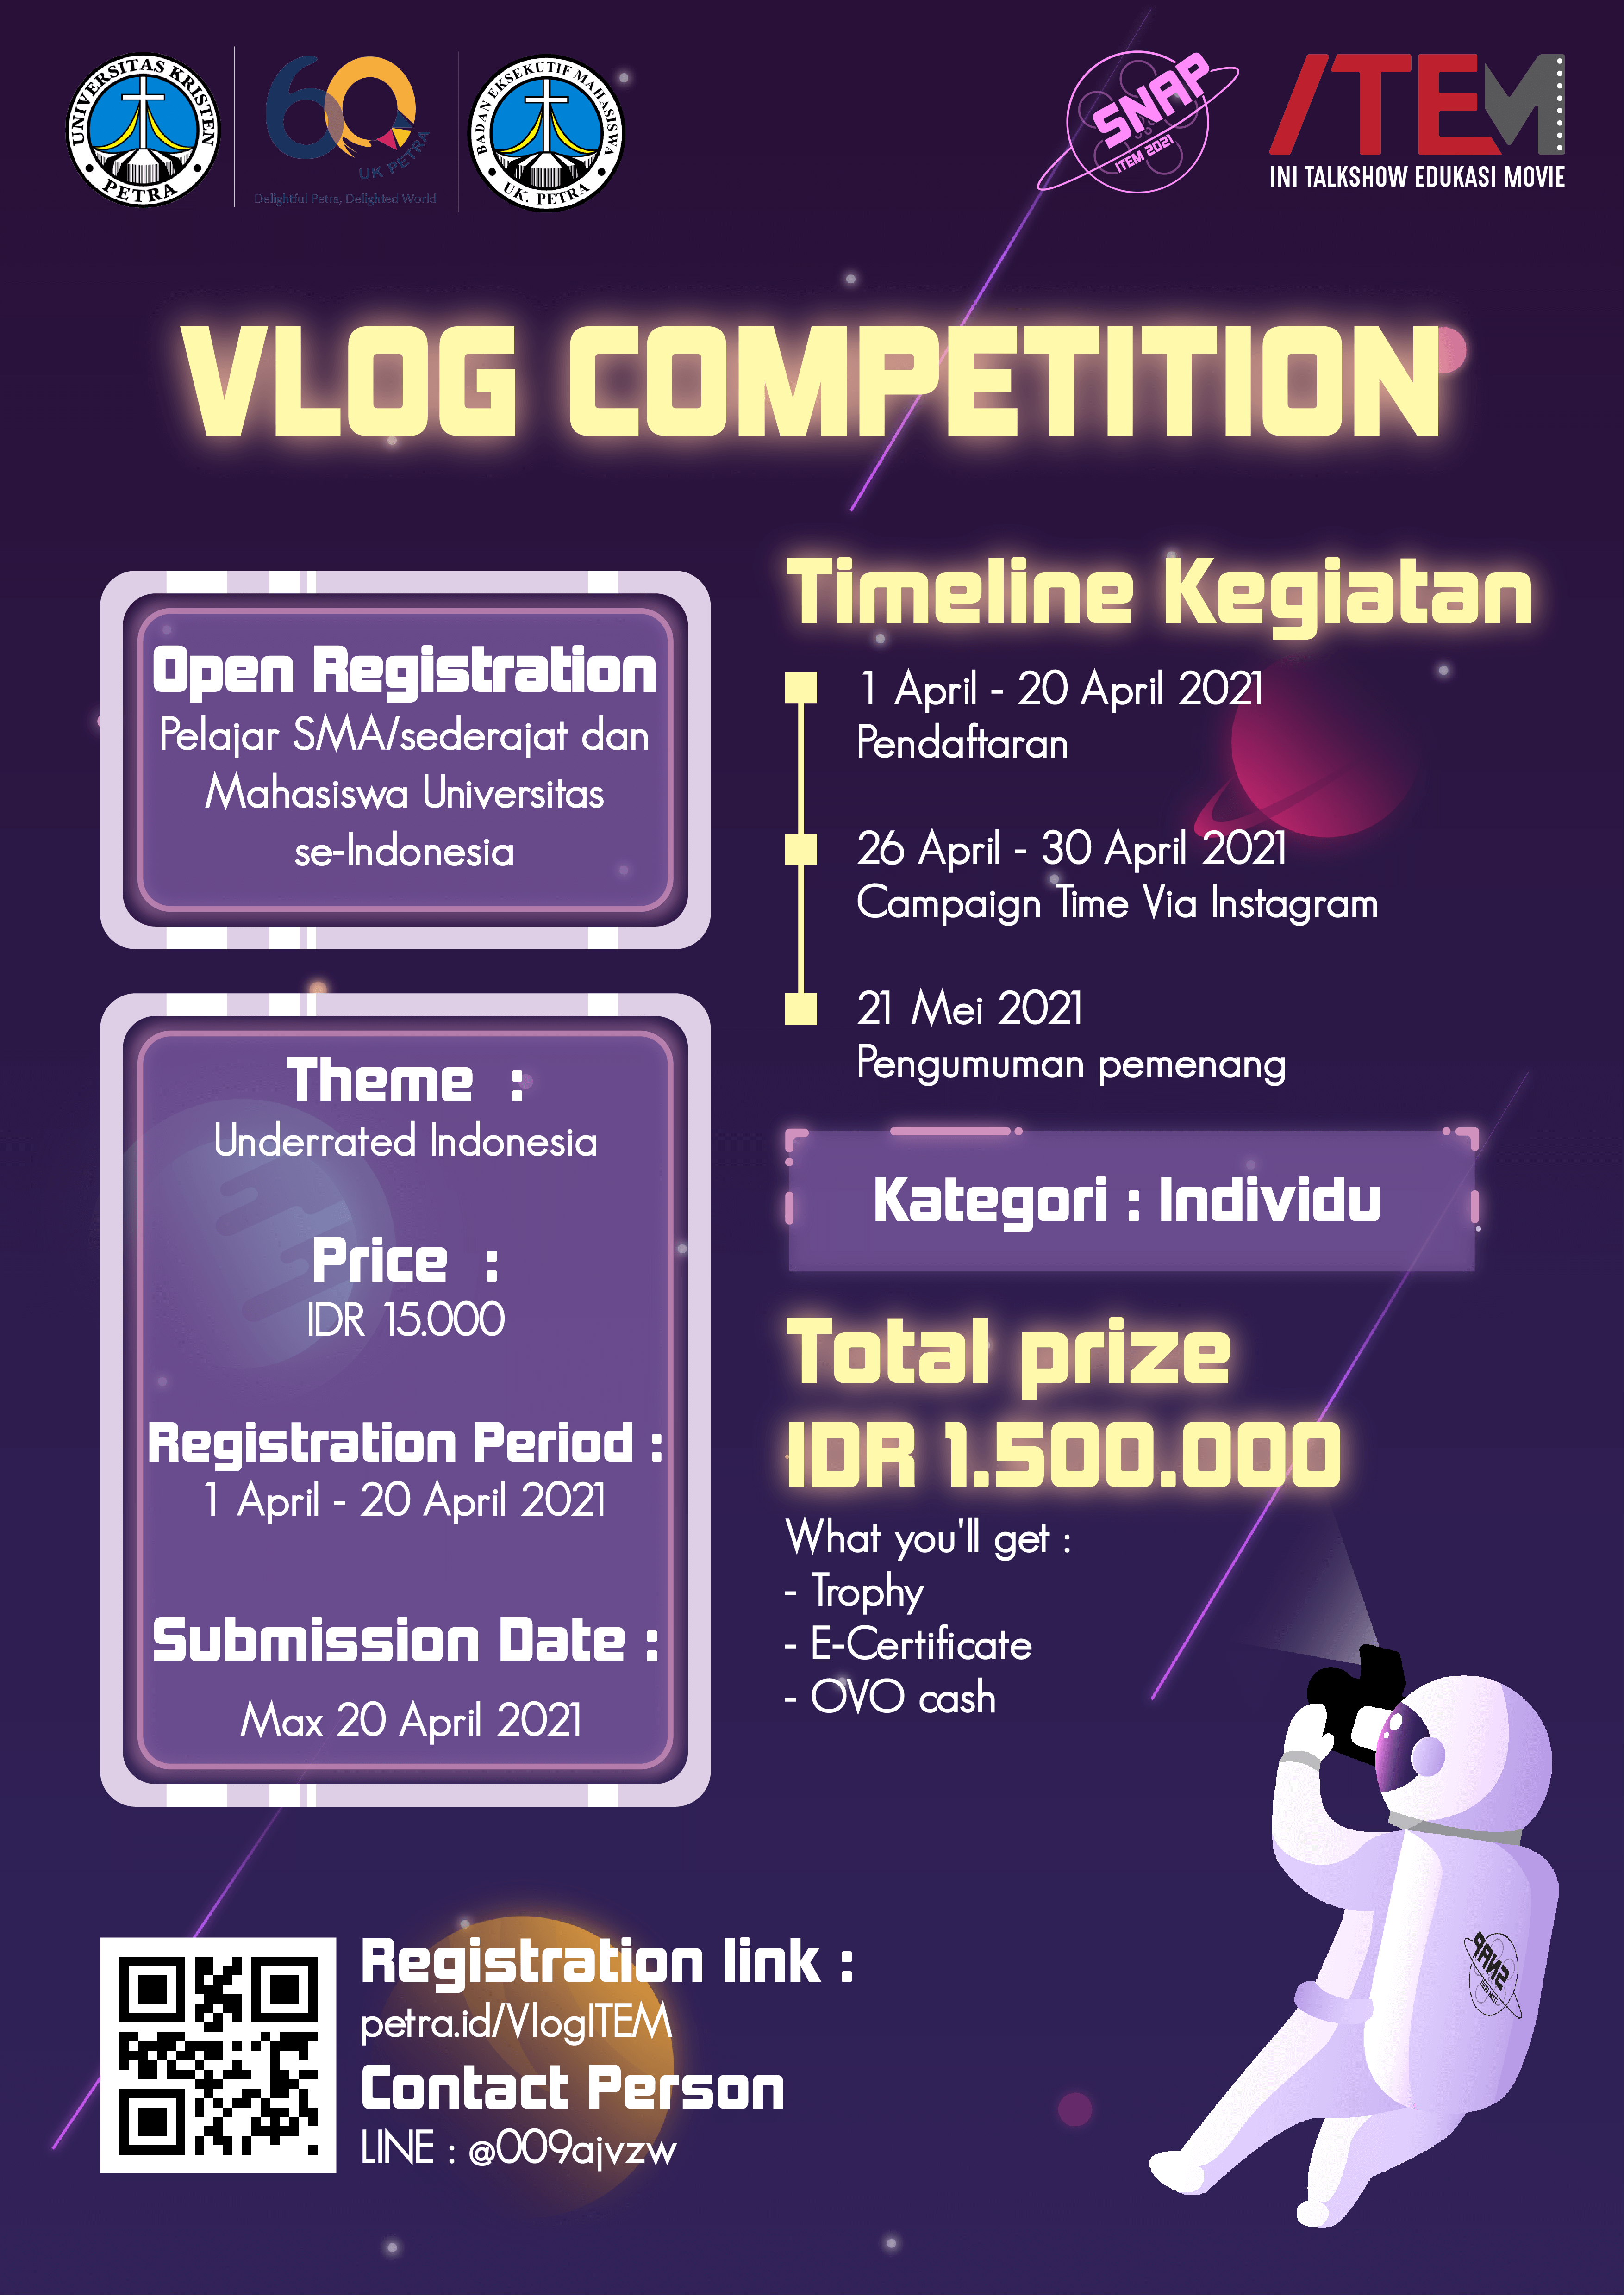 UNIVERSITAS KRISTEN
PETRA
60
UK PETRA
Delightful Petra, Delighted World
BADAN EKSEKUTIF MAHASISWA
UK. PETRA
SNAP
ITEM 2021
ITEM
INI TALKSHOW EDUKASI MOVIE
VLOG COMPETITION
Open Registration
Pelajar SMA/sederajat dan
Mahasiswa Universitas
se-Indonesia
Theme :
Underrated Indonesia
Price :
IDR 15.000
Registration Period :
1 April - 20 April 2021
Submission Date :
Max 20 April 2021
Timeline Kegiatan
1 April - 20 April 2021
Pendaftaran
26 April - 30 April 2021
Campaign Time Via Instagram
21 Mei 2021
Pengumuman pemenang
Kategori : Individu
Total prize
IDR 1.500.000
What you'll get :
- Trophy
- E-Certificate
- OVO cash
Registration link :
petra.id/VlogITEM
Contact Person
LINE : @009ajvzw
SNAP